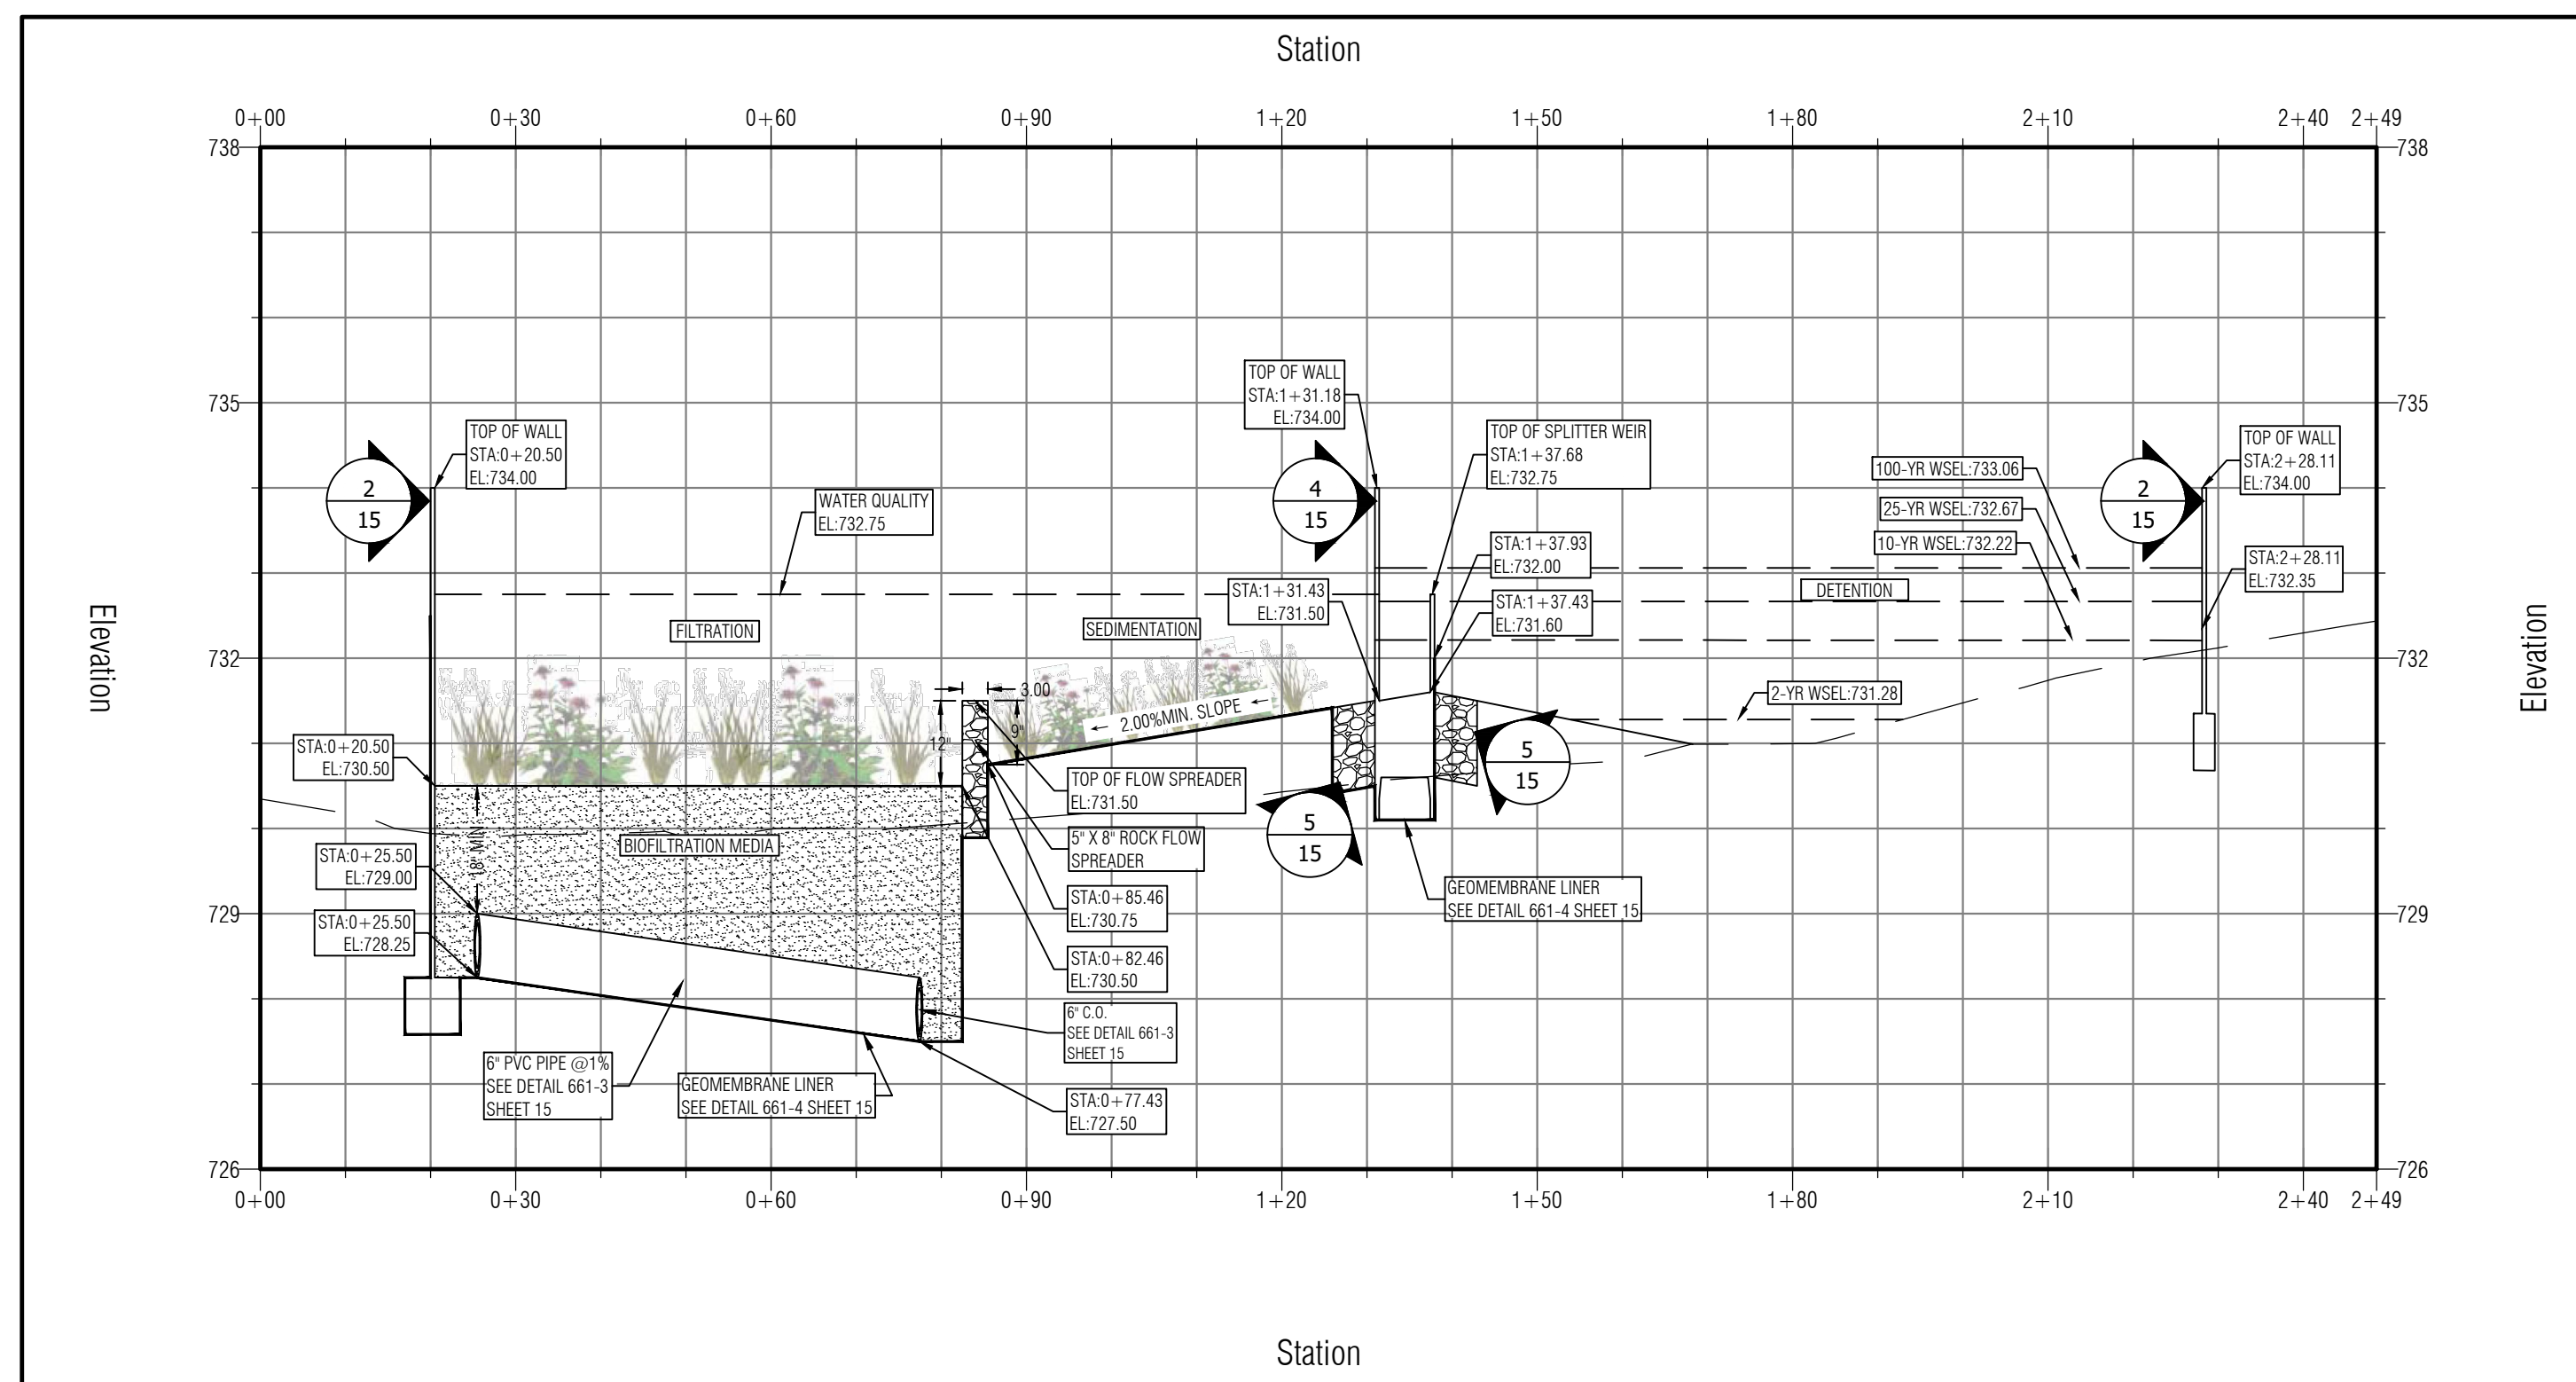 Station
0+00 0+30 0+60 0+90 1+20 1+50 1+80 2+10 2+40 2+49
738 738
735 735
732 732
729 729
726 726
Elevation
Elevation
TOP OF WALL
STA:0+20.50
EL:734.00
2
15
WATER QUALITY
EL:732.75
FILTRATION
SEDIMENTATION
TOP OF WALL
STA:1+31.18
EL:734.00
4
15
TOP OF SPLITTER WEIR
STA:1+37.68
EL:732.75
STA:1+37.93
EL:732.00
STA:1+31.43
EL:731.50
STA:1+37.43
EL:731.60
100-YR WSEL:733.06
25-YR WSEL:732.67
10-YR WSEL:732.22
DETENTION
2-YR WSEL:731.28
2
15
TOP OF WALL
STA:2+28.11
EL:734.00
STA:2+28.11
EL:732.35
3.00
12"
9"
2.00%MIN. SLOPE
STA:0+20.50
EL:730.50
18" MIN
BIOFILTRATION MEDIA
STA:0+25.50
EL:729.00
STA:0+25.50
EL:728.25
TOP OF FLOW SPREADER
EL:731.50
5" X 8" ROCK FLOW
SPREADER
STA:0+85.46
EL:730.75
STA:0+82.46
EL:730.50
6" C.O.
SEE DETAIL 661-3
SHEET 15
STA:0+77.43
EL:727.50
6" PVC PIPE @1%
SEE DETAIL 661-3
SHEET 15
GEOMEMBRANE LINER
SEE DETAIL 661-4 SHEET 15
5
15
5
15
GEOMEMBRANE LINER
SEE DETAIL 661-4 SHEET 15
0+00 0+30 0+60 0+90 1+20 1+50 1+80 2+10 2+40 2+49
Station